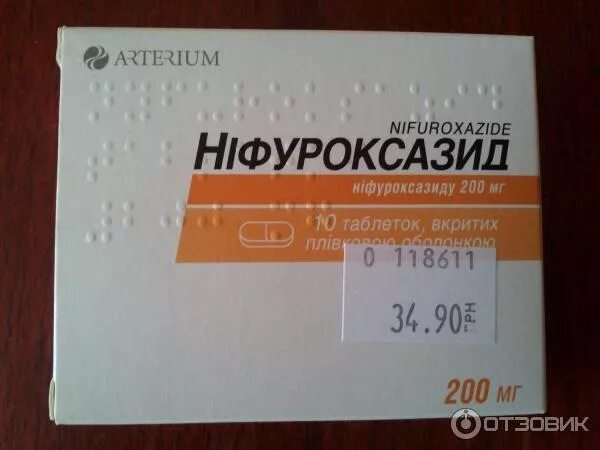 ARTERIUM
NIFUROXAZIDE
НІФУРОКСАЗИД
ніфуроксазиду 200 мг
10 таблеток, вкритих
плівковою оболонкою
0 118611
34.90 ГРН
200 мг
ОТЗОВИК